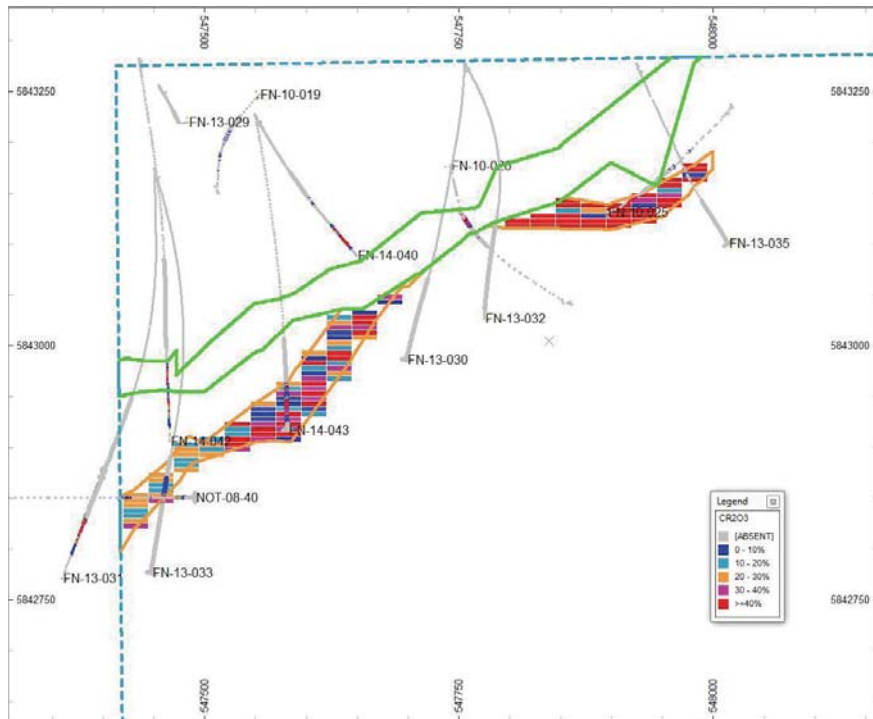 547500
547750
548000
5843250
5843250
FN-10-019
FN-13-029
FN-10-025
FN-13-035
FN-14-040
FN-13-032
5843000
5843000
FN-13-030
FN-14-042
FN-14-043
NOT-08-40
FN-13-031
FN-13-033
5842750
5842750
Legend
CR2O3
[ABSENT]
0 - 10%
10 - 20%
20 - 30%
30 - 40%
>=40%
547500
547750
548000